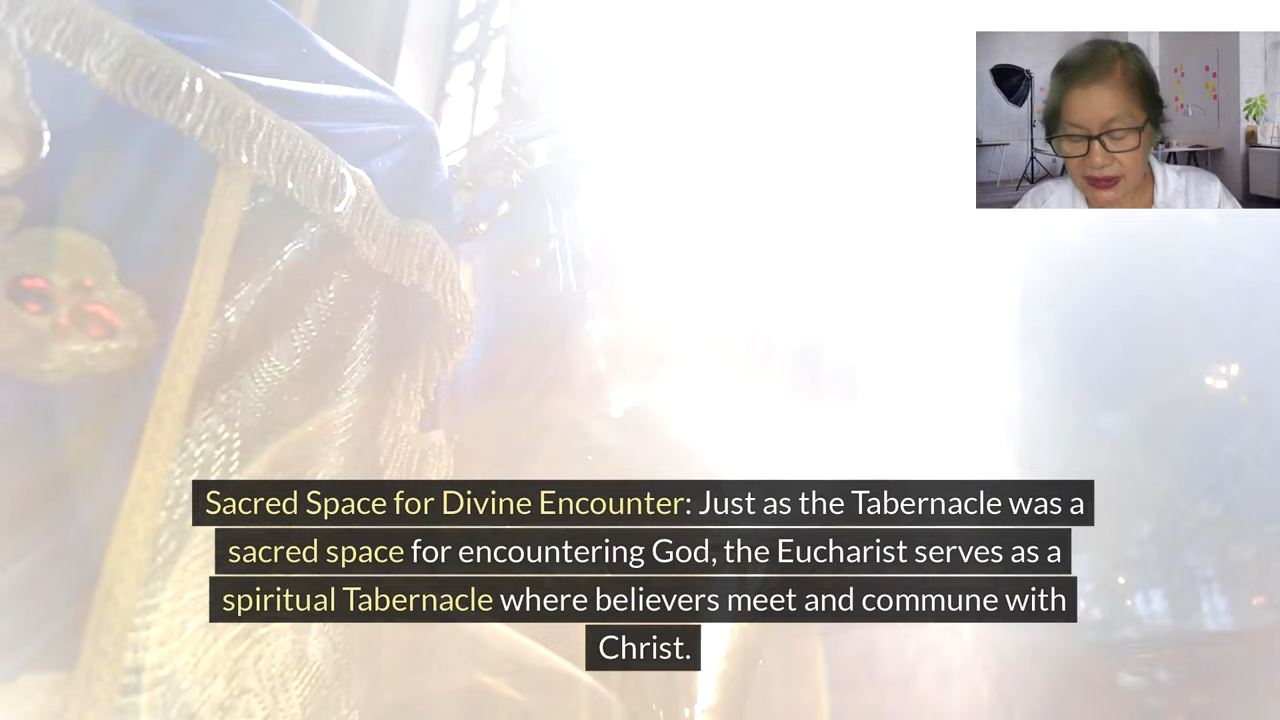 Sacred Space for Divine Encounter: Just as the Tabernacle was a
sacred space for encountering God, the Eucharist serves as a
spiritual Tabernacle where believers meet and commune with
Christ.